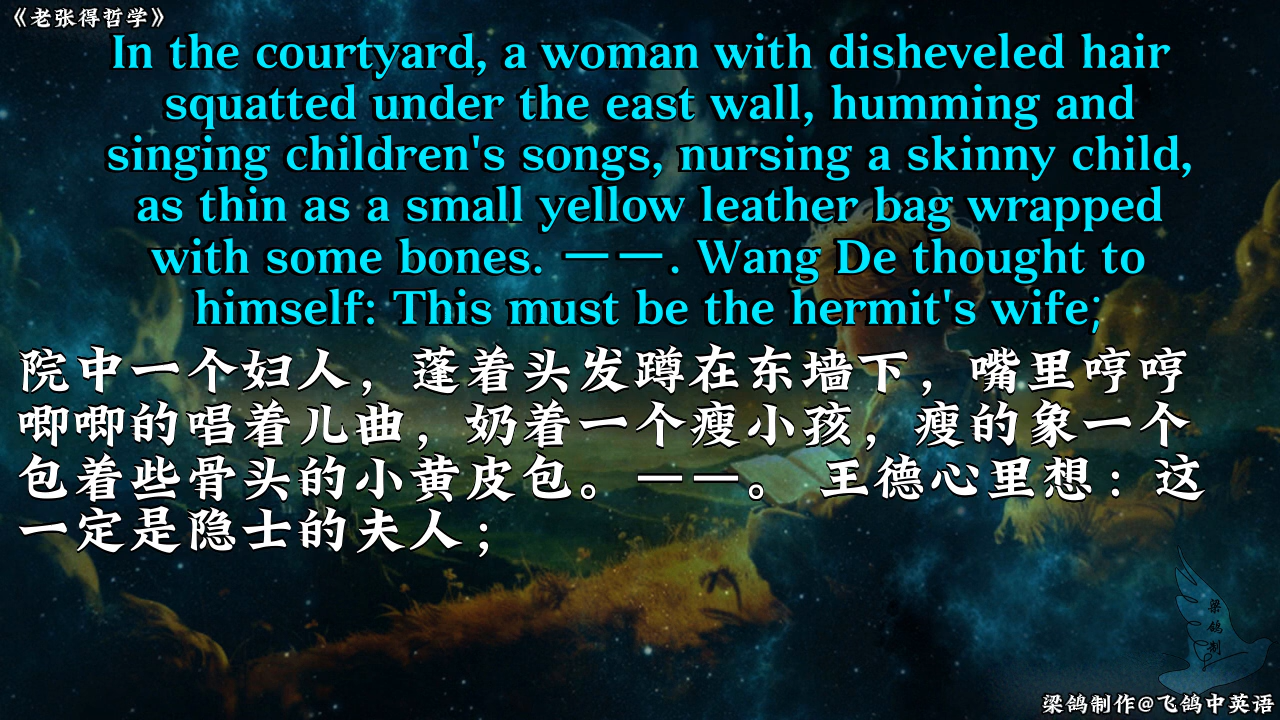 《老张得哲学》
In the courtyard, a woman with disheveled hair
squatted under the east wall, humming and
singing children's songs, nursing a skinny child,
as thin as a small yellow leather bag wrapped
with some bones. ——. Wang De thought to
himself: This must be the hermit's wife;
院中一个妇人，蓬着头发蹲在东墙下，嘴里哼哼
唧唧的唱着儿曲，奶着一个瘦小孩，瘦的象一个
包着些骨头的小黄皮包。——。 王德心里想：这
一定是隐士的夫人；
梁鸽制
梁鸽制作@飞鸽中英语